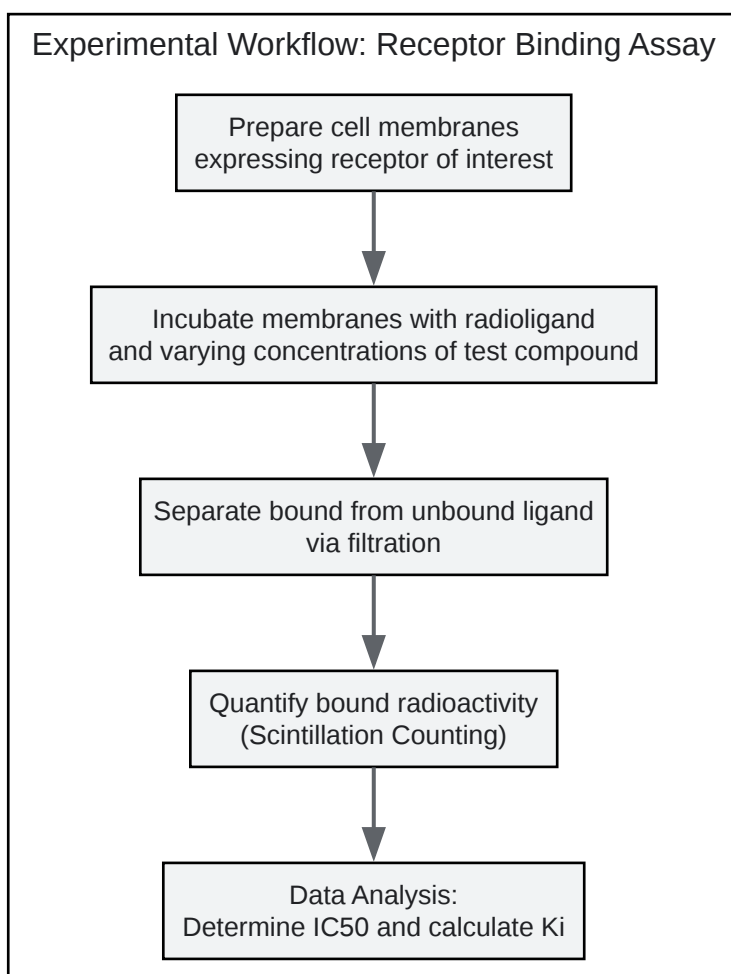 Experimental Workflow: Receptor Binding Assay
Prepare cell membranes
expressing receptor of interest
Incubate membranes with radioligand
and varying concentrations of test compound
Separate bound from unbound ligand
via filtration
Quantify bound radioactivity
(Scintillation Counting)
Data Analysis:
Determine IC50 and calculate Ki